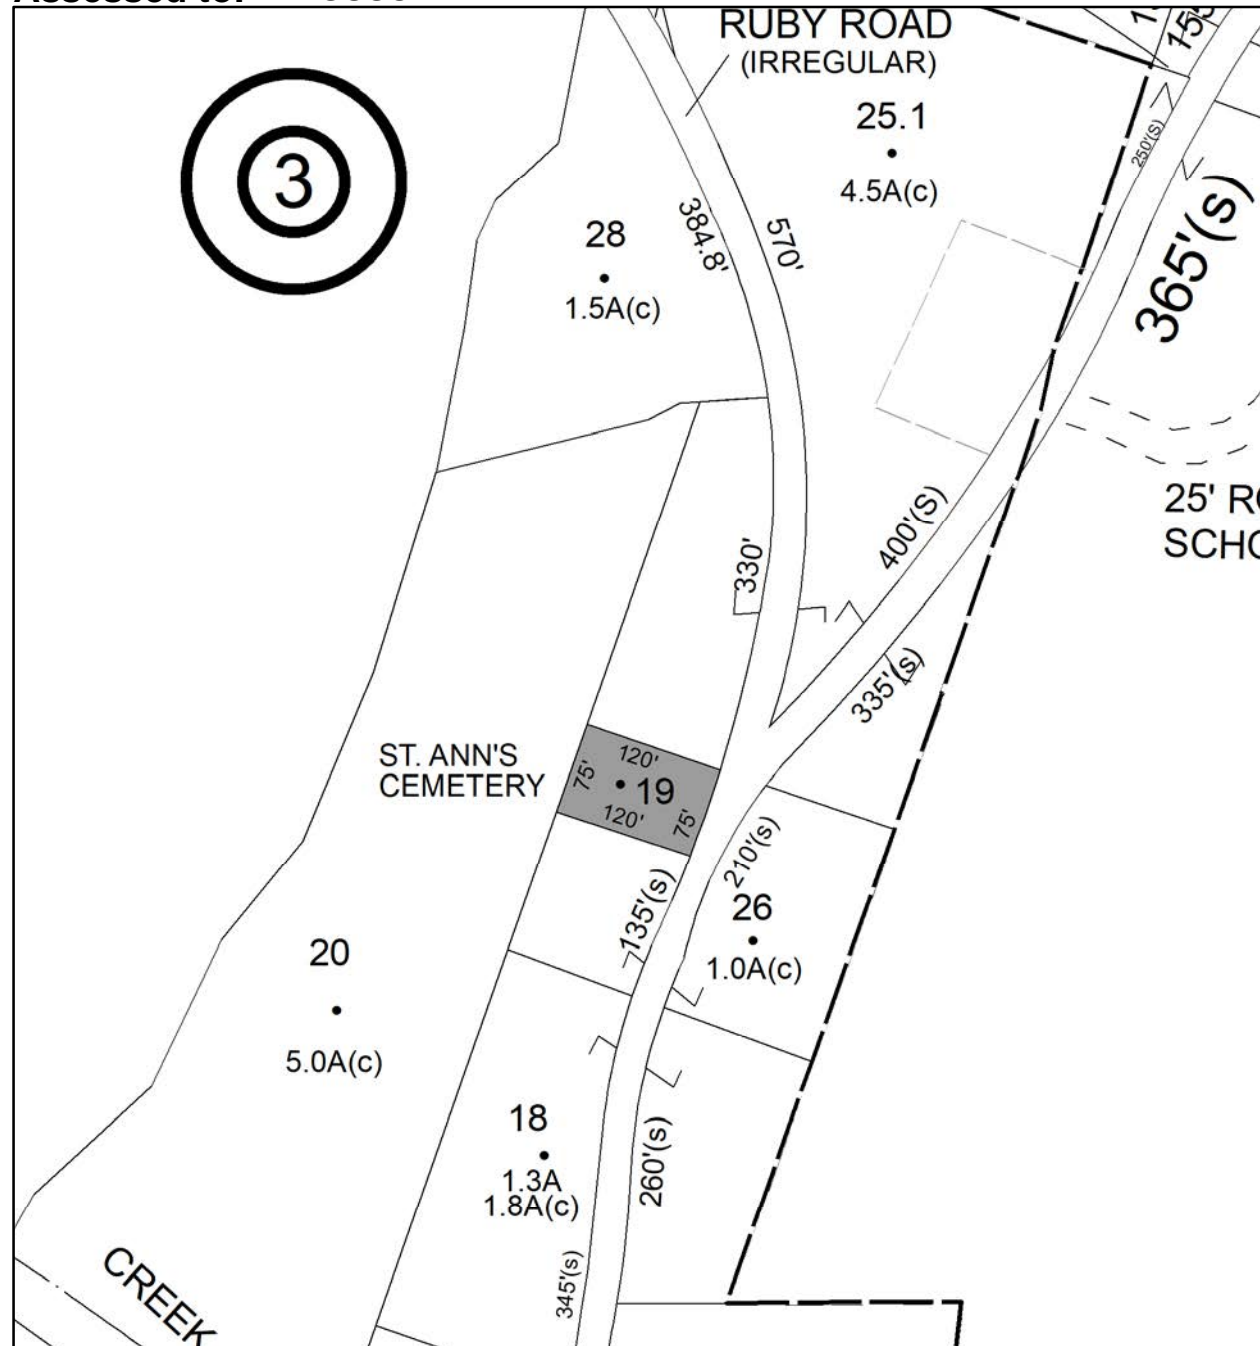 RUBY ROAD
(IRREGULAR)
25.1
4.5A(c)
250'(S)
3
365'(s)
384.8'
570'
28
1.5A(c)
25'
400'(S)
330'
335'(s)
ST. ANN'S
CEMETERY
120'
75'
19
120'
75'
210'(s)
135'(s)
26
1.0A(c)
20
5.0A(c)
18
1.3A
1.8A(c)
260'(s)
345'(s)
CREEK